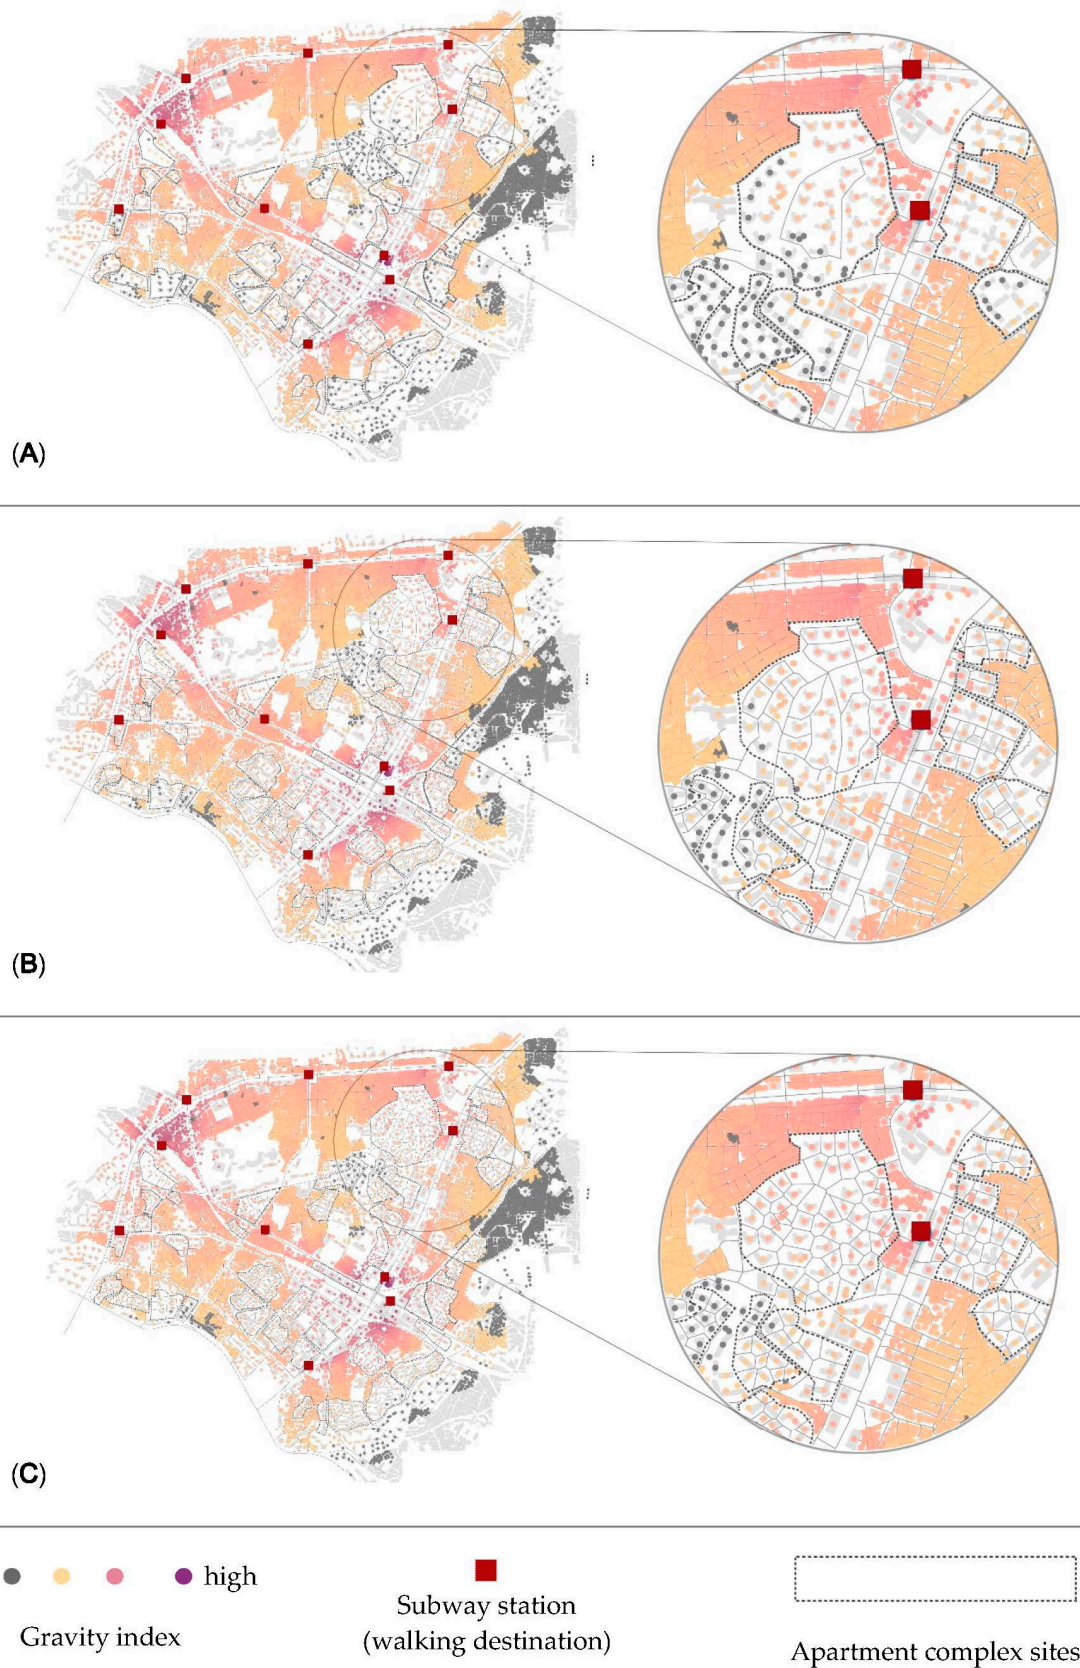 (A)
(B)
(C)
high
Gravity index
Subway station
(walking destination)
Apartment complex sites